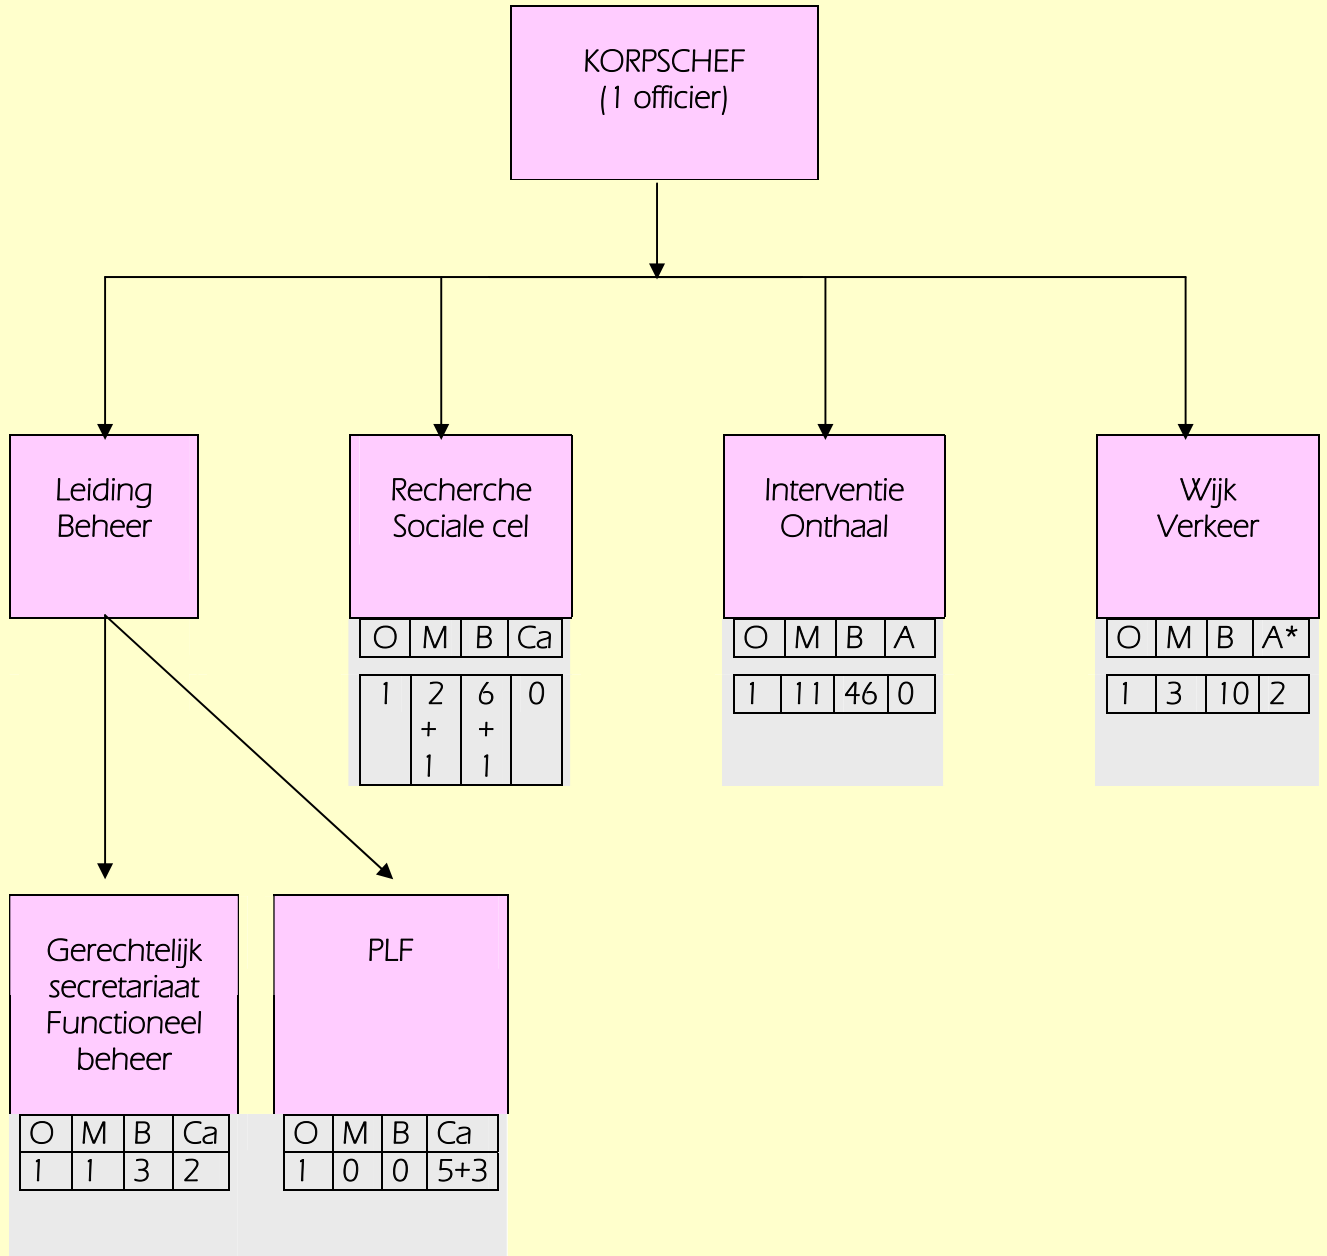 KORPSCHEF
(1 officier)
Leiding
Beheer
Recherche
Sociale cel
O M B Ca
1 2 6 0
+ +
1 1
Interventie
Onthaal
O M B A
1 11 46 0
Wijk
Verkeer
O M B A*
1 3 10 2
Gerechtelijk
secretariaat
Functioneel
beheer
O M B Ca
1 1 3 2
PLF
O M B Ca
1 0 0 5+3